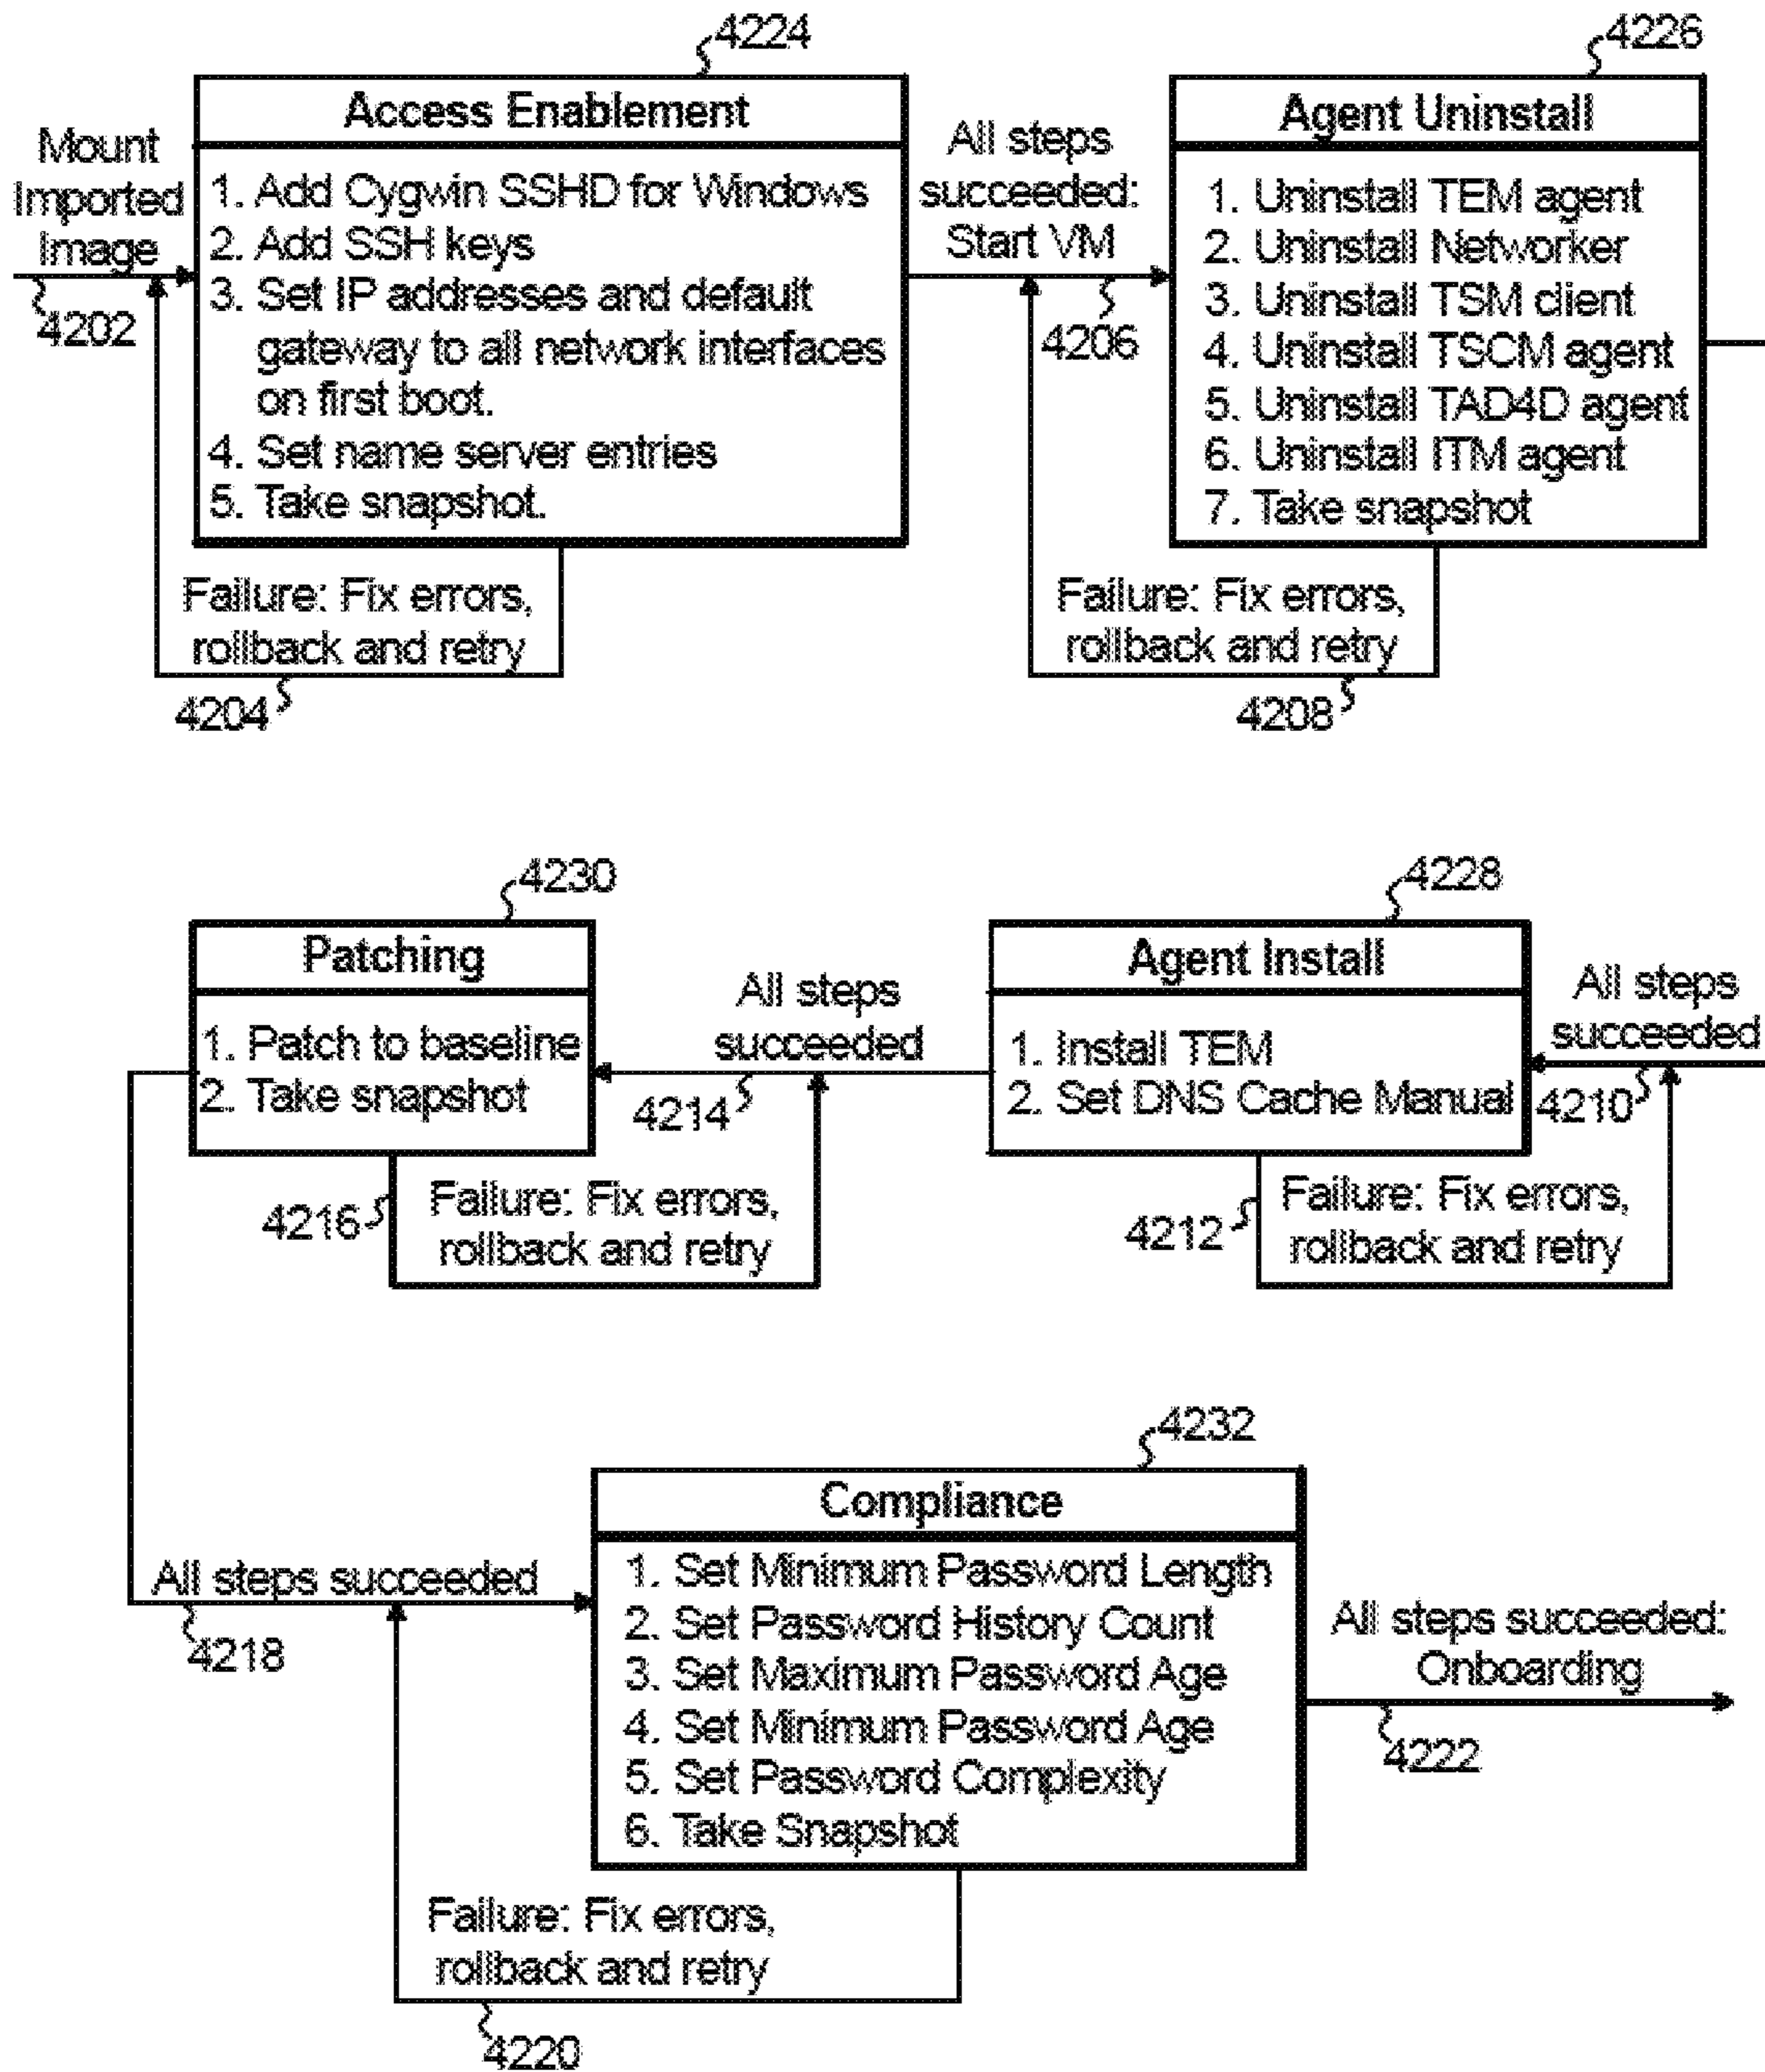 4224
Access Enablement
Mount
Imported
Image
4202
1. Add Cygwin SSHD for Windows
2. Add SSH keys
3. Set IP addresses and default
gateway to all network interfaces
on first boot.
4. Set name server entries
5. Take snapshot.
Failure: Fix errors,
rollback and retry
4204
All steps
succeeded:
Start VM
4206
4226
Agent Uninstall
1. Uninstall TEM agent
2. Uninstall Networker
3. Uninstall TSM client
4. Uninstall TSCM agent
5. Uninstall TAD4D agent
6. Uninstall ITM agent
7. Take snapshot
Failure: Fix errors,
rollback and retry
4208
4230
Patching
1. Patch to baseline
2. Take snapshot
4216
Failure: Fix errors,
rollback and retry
All steps
succeeded
4214
4228
Agent Install
1. Install TEM
2. Set DNS Cache Manual
4212
Failure: Fix errors,
rollback and retry
All steps
succeeded
4210
4232
Compliance
All steps succeeded
4218
1. Set Minimum Password Length
2. Set Password History Count
3. Set Maximum Password Age
4. Set Minimum Password Age
5. Set Password Complexity
6. Take Snapshot
Failure: Fix errors,
rollback and retry
4220
All steps succeeded:
Onboarding
4222